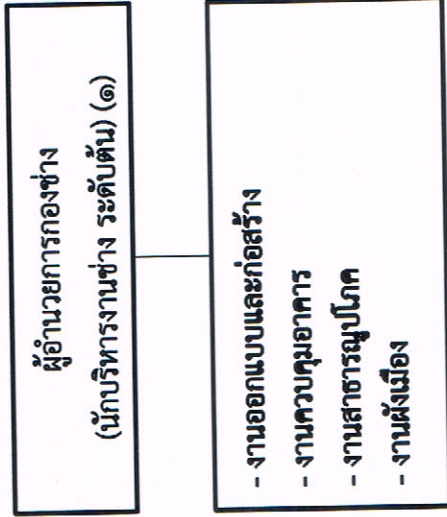 ผู้อำนวยการกองช่าง
(นักบริหารงานช่าง ระดับต้น) (๑)
- งานออกแบบและก่อสร้าง
- งานควบคุมอาคาร
- งานสาธารณูปโภค
- งานผังเมือง